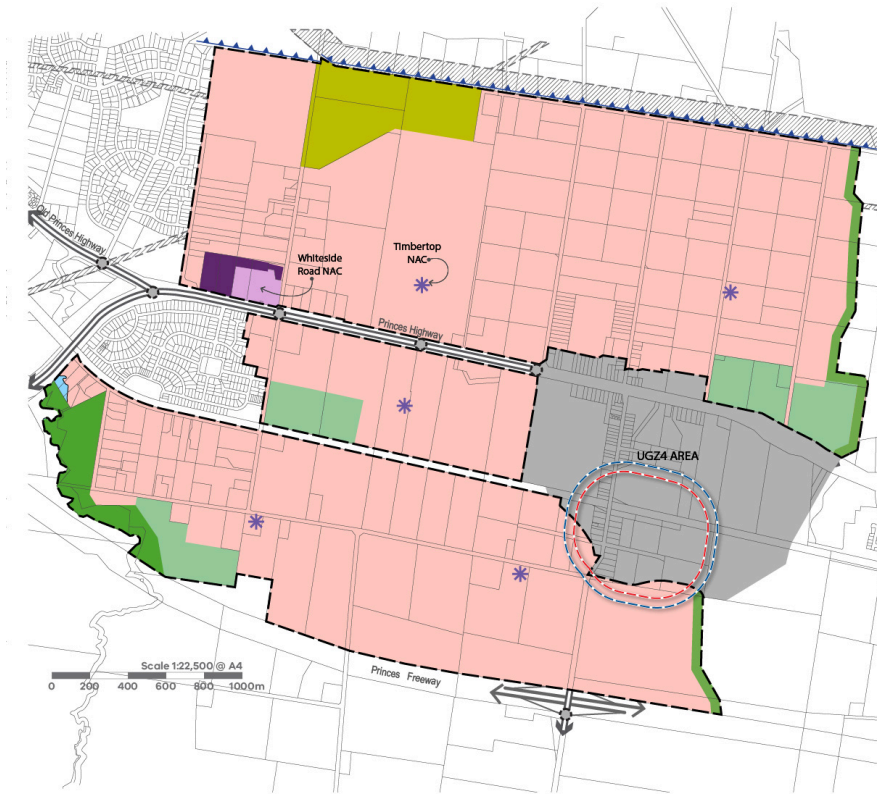 Old Princes Highway
Whiteside
Road NAC
Timbertop
NAC
Princes Highway
UGZ4 AREA
Scale 1:22,500 @ A4
0 200 400 600 800 1000m
Princes Freeway